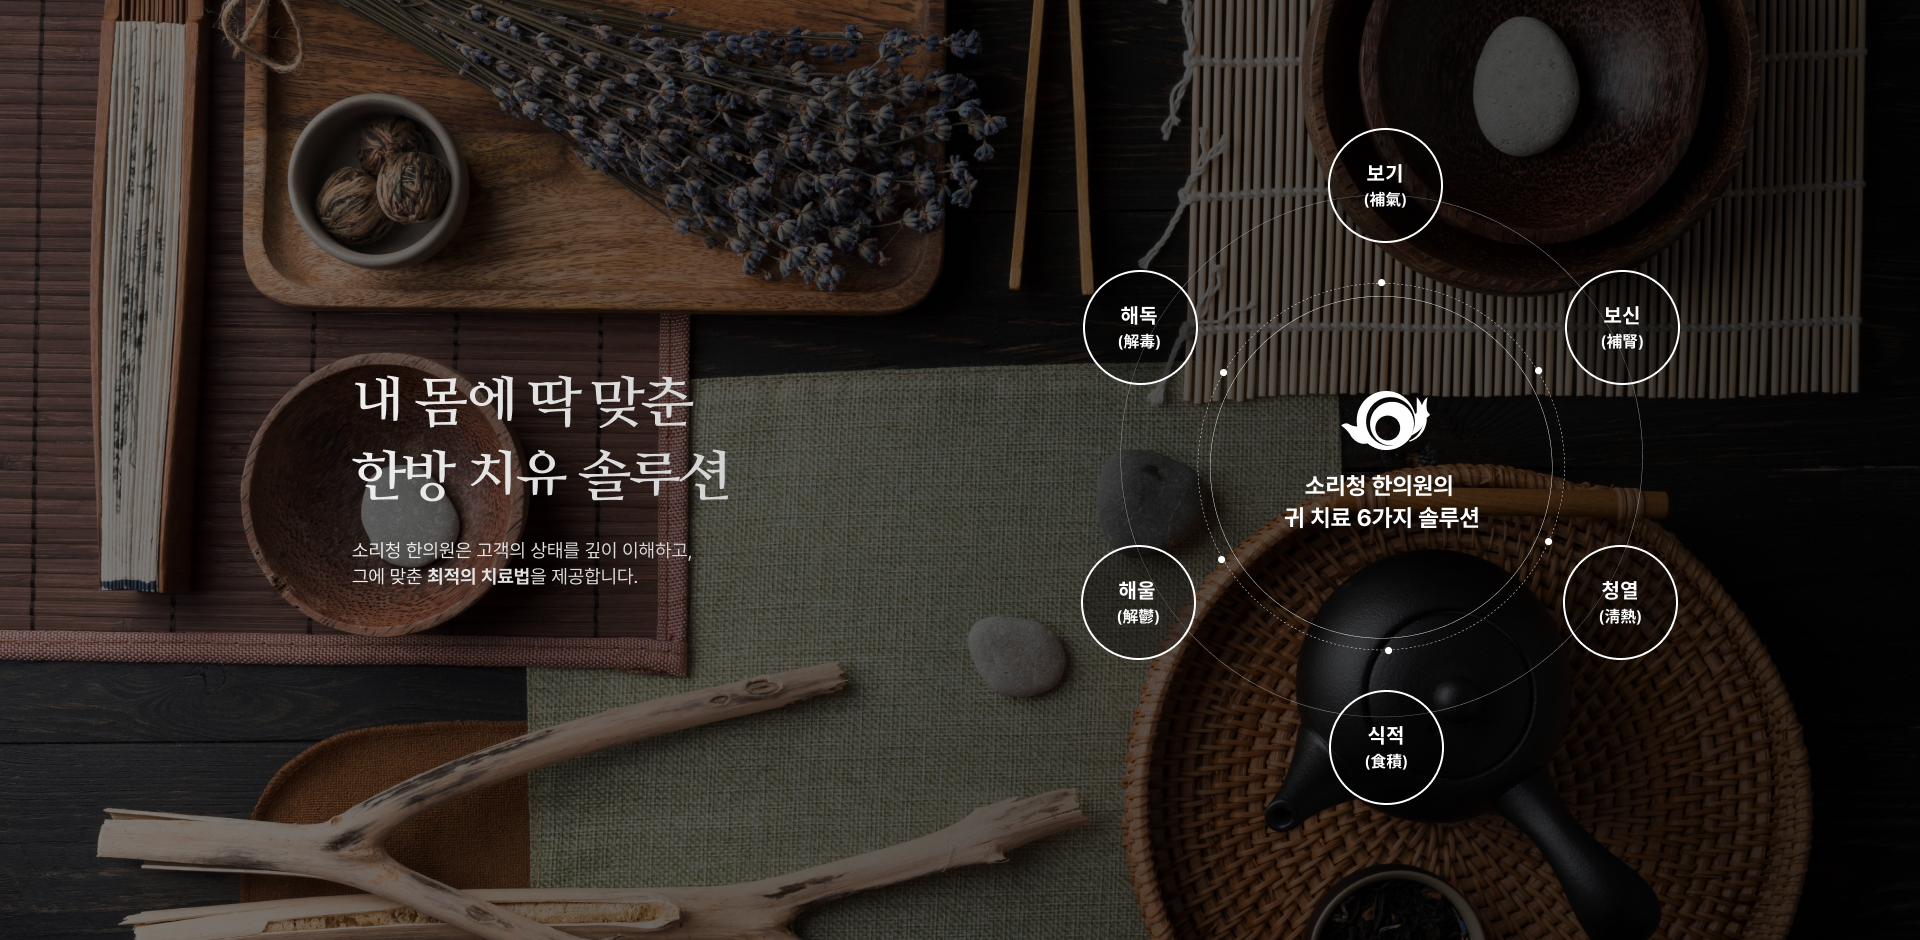 내 몸에 딱 맞춘
한방 치유 솔루션
소리청 한의원은 고객의 상태를 깊이 이해하고,
그에 맞춘 최적의 치료법을 제공합니다.
보기
(補氣)
해독
(解毒)
보신
(補腎)
소리청 한의원의
귀 치료 6가지 솔루션
해울
(解鬱)
청열
(淸熱)
식적
(食積)